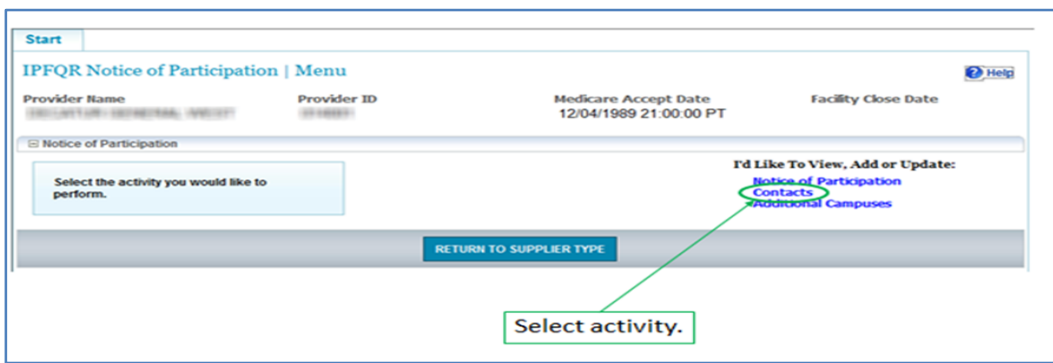 Start
IPFQR Notice of Participation | Menu
Help
Provider Name Provider ID Medicare Accept Date Facility Close Date
12/04/1989 21:00:00 PT
Notice of Participation
I'd Like To View, Add or Update:
Select the activity you would like to
perform.
Notice of Participation
Contacts
Additional Campuses
RETURN TO SUPPLIER TYPE
Select activity.